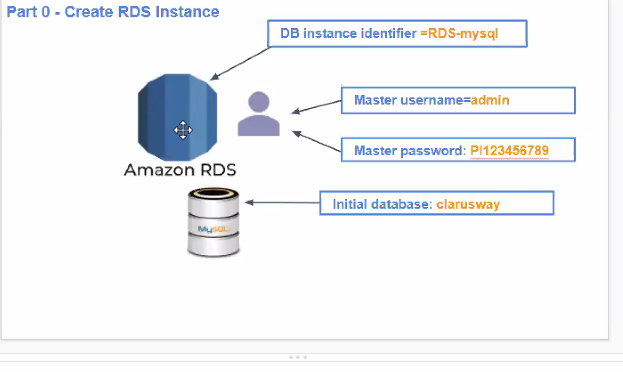 Part 0 - Create RDS Instance
DB instance identifier =RDS-mysql
Master username=admin
Master password: PI123456789
Amazon RDS
Initial database: clarusway
MySQL